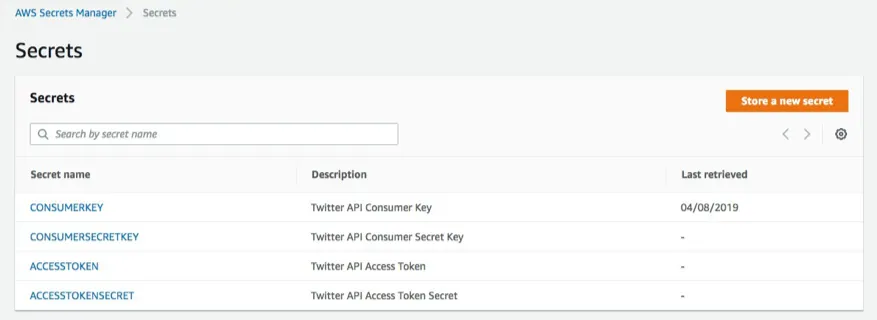 AWS Secrets Manager > Secrets
Secrets
Secrets
Store a new secret
Search by secret name
Secret name Description Last retrieved
CONSUMERKEY Twitter API Consumer Key 04/08/2019
CONSUMERSECRETKEY Twitter API Consumer Secret Key -
ACCESSTOKEN Twitter API Access Token -
ACCESSTOKENSECRET Twitter API Access Token Secret -